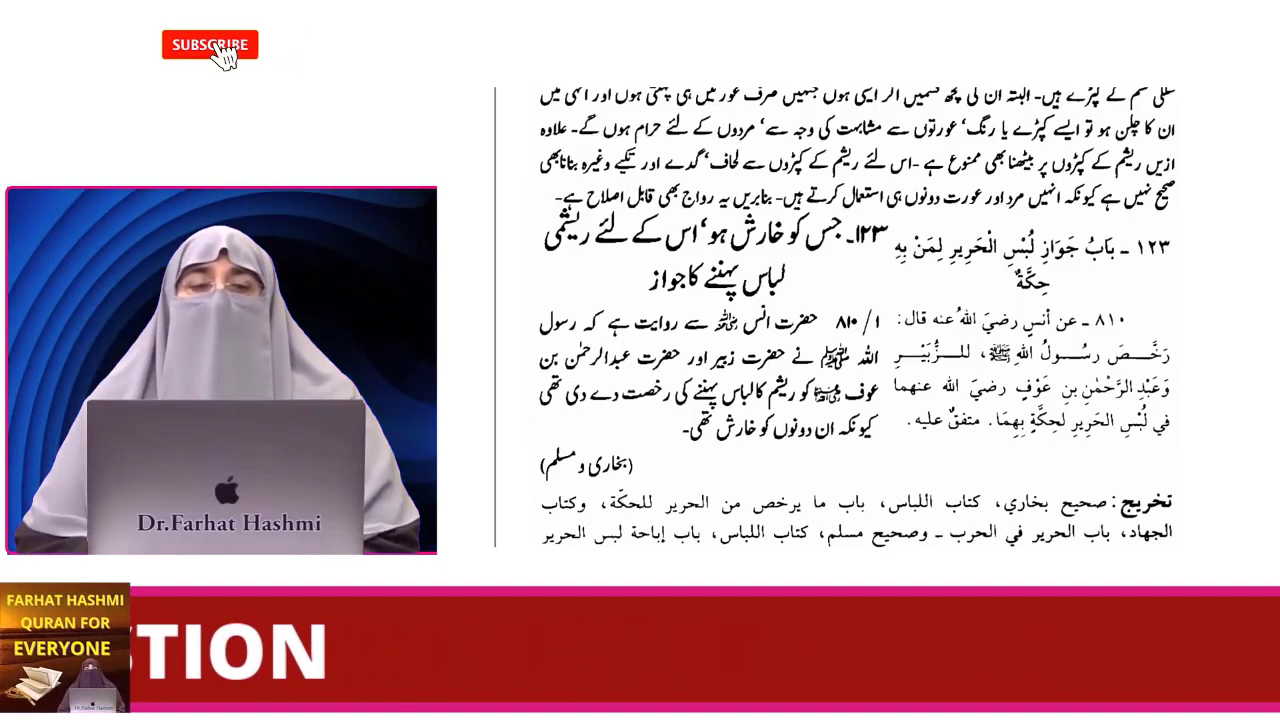 SUBSCRIBE
البتہ ان کی کچھ قسمیں اگر ایسی ہوں جنہیں صرف عورتیں ہی پہنتی ہوں اور انہی میں
ان کا چلن ہو تو ایسے کپڑے یا رنگ‘ عورتوں سے مشابہت کی وجہ سے‘ مردوں کے لئے حرام ہوں گے۔ علاوہ
ازیں ریشم کے کپڑوں پر بیٹھنا بھی ممنوع ہے۔ اس لئے ریشم کے کپڑوں سے لحاف‘ گدے اور تکیے وغیرہ بنانا بھی
صحیح نہیں ہے کیونکہ انہیں مرد اور عورت دونوں ہی استعمال کرتے ہیں۔ بنابریں یہ رواج بھی قابل اصلاح ہے۔
١٢٣ ـ بَابُ جَوَازِ لُبْسِ الْحَرِيرِ لِمَنْ بِهِ
حِكَّةٌ
۱۲۳۔ جس کو خارش ہو‘ اس کے لئے ریشمی
لباس پہننے کا جواز
٨١٠ ـ عن أنسٍ رضيَ اللهُ عنه قال:
رَخَّصَ رسُولُ اللهِ ﷺ، للزُّبَيْرِ
وَعَبْدِ الرَّحْمٰنِ بنِ عَوْفٍ رضي الله عنهما
في لُبْسِ الحَرِيرِ لحِكَّةٍ بِهِمَا. متفقٌ عليه.
۱/ ۸۱۰ حضرت انس رضی اللہ عنہ سے روایت ہے کہ رسول
اللہ ﷺ نے حضرت زبیر اور حضرت عبدالرحمٰن بن
عوف رضی اللہ عنہما کو ریشم کا لباس پہننے کی رخصت دے دی تھی
کیونکہ ان دونوں کو خارش تھی۔
(بخاری و مسلم)
تخريج: صحيح بخاري، كتاب اللباس، باب ما يرخص من الحرير للحكّة، وكتاب
الجهاد، باب الحرير في الحرب ـ وصحيح مسلم، كتاب اللباس، باب إباحة لبس الحرير
Dr.Farhat Hashmi
FARHAT HASHMI
QURAN FOR
EVERYONE
STION